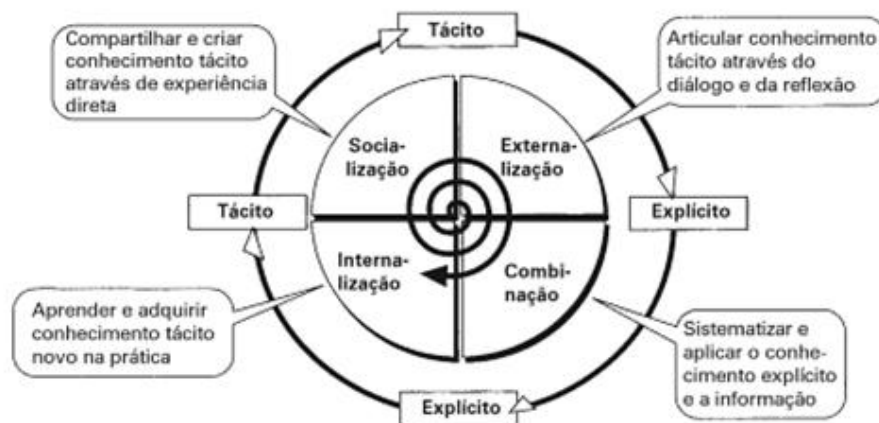 Tácito
Compartilhar e criar
conhecimento tácito
através de experiência
direta
Articular conhecimento
tácito através do
diálogo e da reflexão
Socia-
lização
Externa-
lização
Tácito
Explícito
Interna-
lização
Combi-
nação
Aprender e adquirir
conhecimento tácito
novo na prática
Sistematizar e
aplicar o conhe-
cimento explícito
e a informação
Explícito